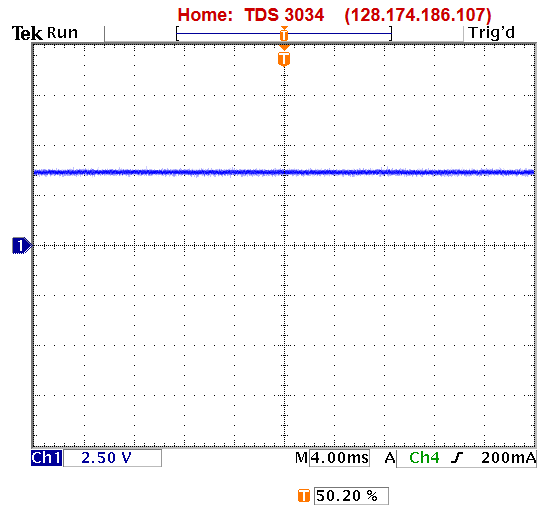 Home: TDS 3034 (128.174.186.107)
Tek Run Trig'd
T
T
1
Ch1 2.50 V M 4.00ms A Ch4 200mA
T 50.20 %